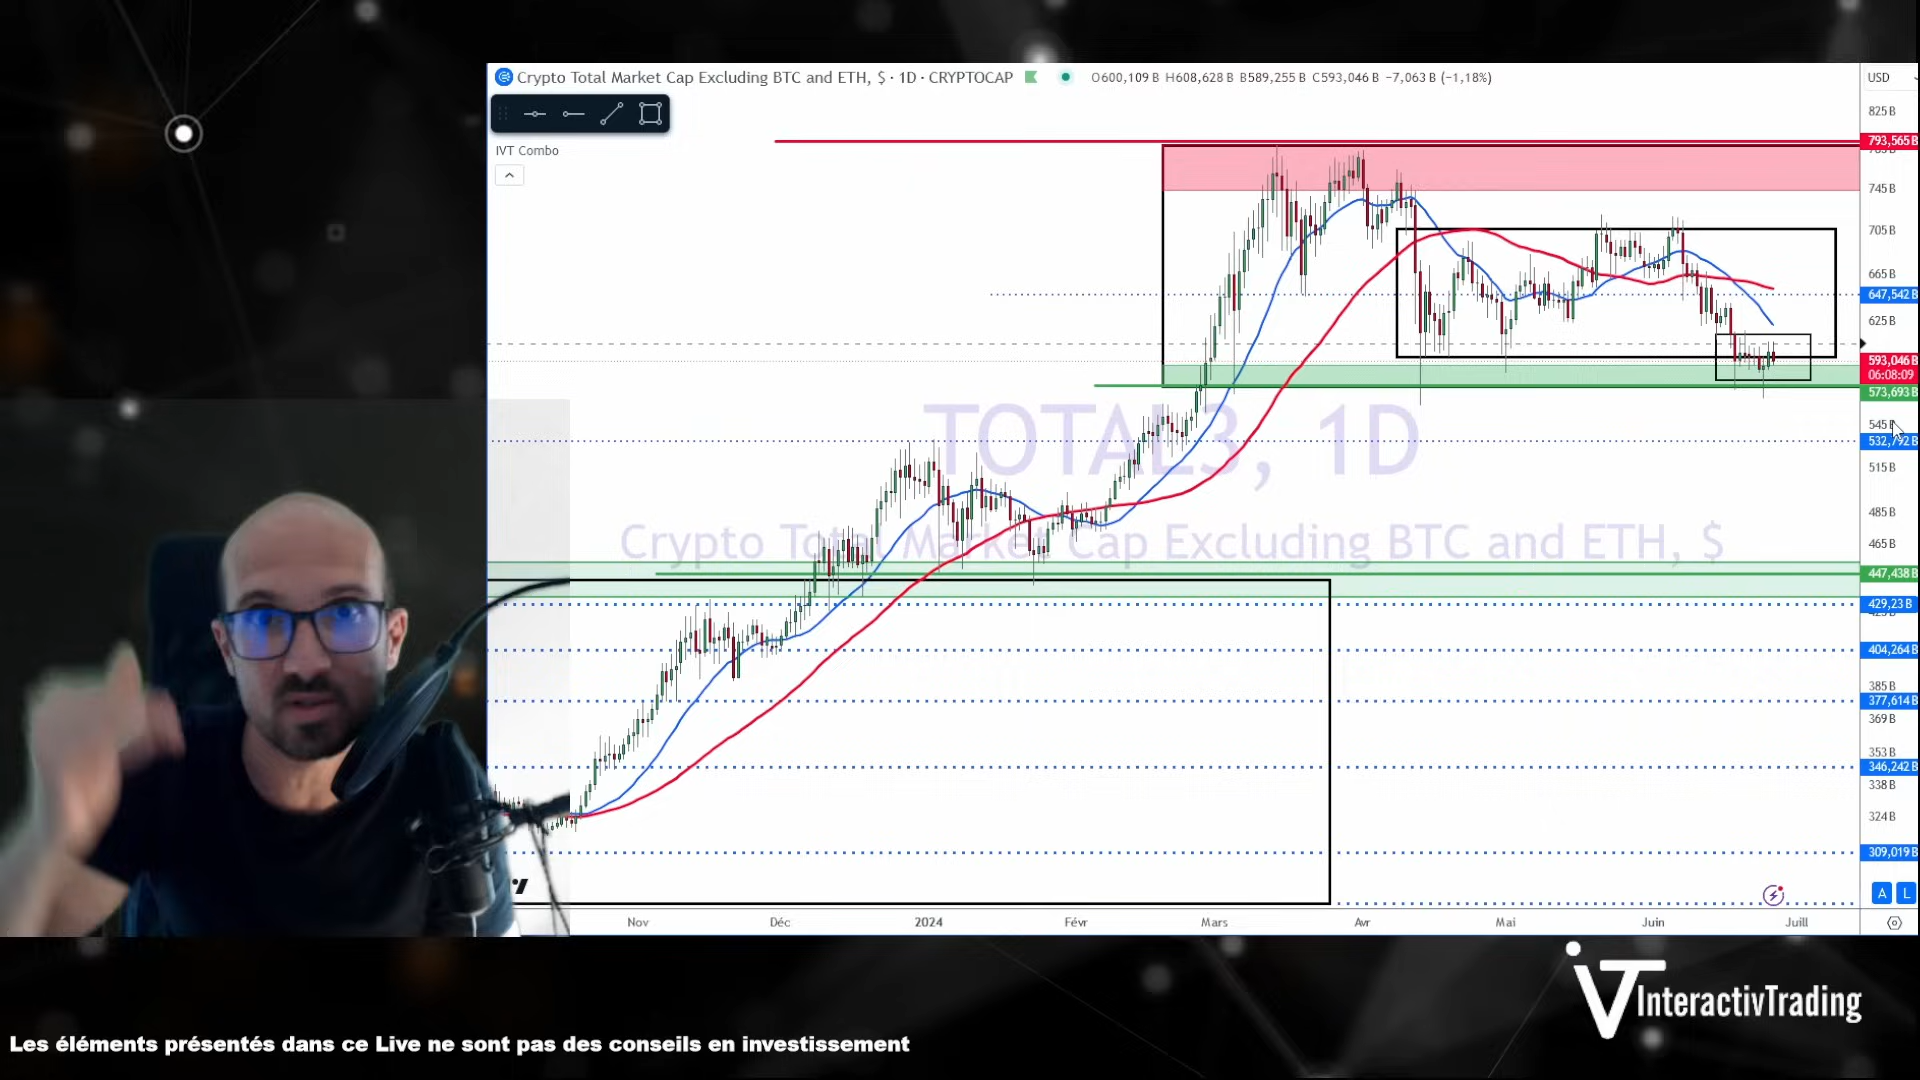 Crypto Total Market Cap Excluding BTC and ETH, $ · 1D · CRYPTOCAP
O600,109 B H608,628 B B589,255 B C593,046 B −7,063 B (−1,18%)
USD
IVT Combo
825 B
793,565 B
745 B
705 B
665 B
647,542 B
625 B
593,046 B
06:08:09
573,693 B
545 B
532,792 B
515 B
485 B
465 B
447,438 B
429,23 B
404,264 B
385 B
377,614 B
369 B
353 B
346,242 B
338 B
324 B
309,019 B
TOTAL3, 1D
Crypto Total Market Cap Excluding BTC and ETH, $
A L
Nov Déc 2024 Févr Mars Avr Mai Juin Juill
InteractivTrading
Les éléments présentés dans ce Live ne sont pas des conseils en investissement